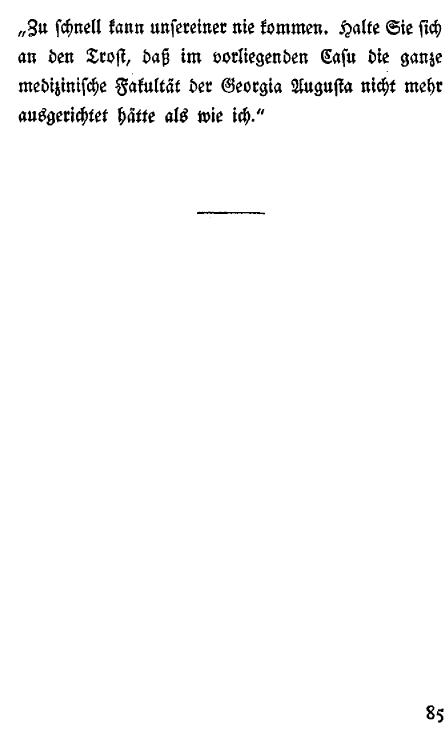 „Zu schnell kann unsereiner nie kommen. Halte Sie sich
an den Trost, daß im vorliegenden Casu die ganze
medizinische Fakultät der Georgia Augusta nicht mehr
ausgerichtet hätte als wie ich.“
85